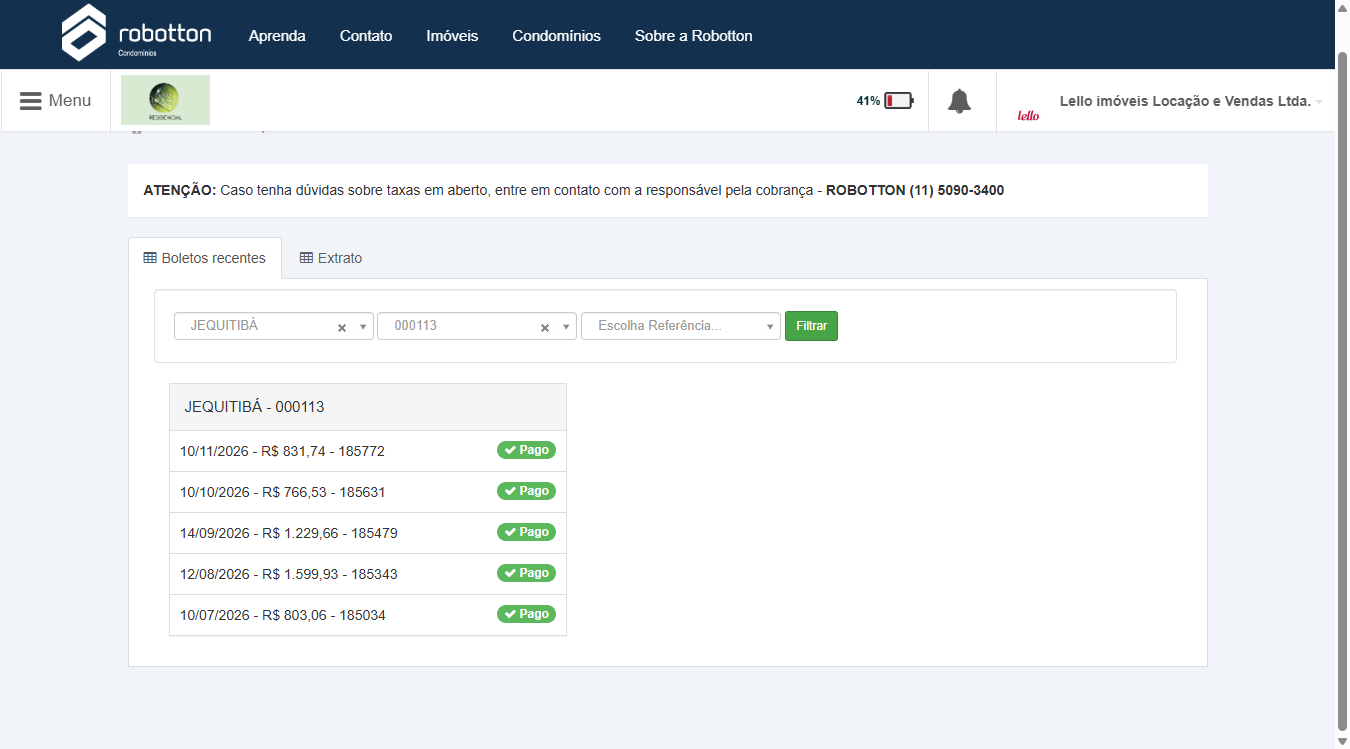 robotton
Condomínios
Aprenda
Contato
Imóveis
Condomínios
Sobre a Robotton
Menu
RESIDENCIAL
41%
lello
Lello imóveis Locação e Vendas Ltda.
ATENÇÃO: Caso tenha dúvidas sobre taxas em aberto, entre em contato com a responsável pela cobrança - ROBOTTON (11) 5090-3400
Boletos recentes
Extrato
JEQUITIBÁ
000113
Escolha Referência...
Filtrar
JEQUITIBÁ - 000113
10/11/2026 - R$ 831,74 - 185772 Pago
10/10/2026 - R$ 766,53 - 185631 Pago
14/09/2026 - R$ 1.229,66 - 185479 Pago
12/08/2026 - R$ 1.599,93 - 185343 Pago
10/07/2026 - R$ 803,06 - 185034 Pago